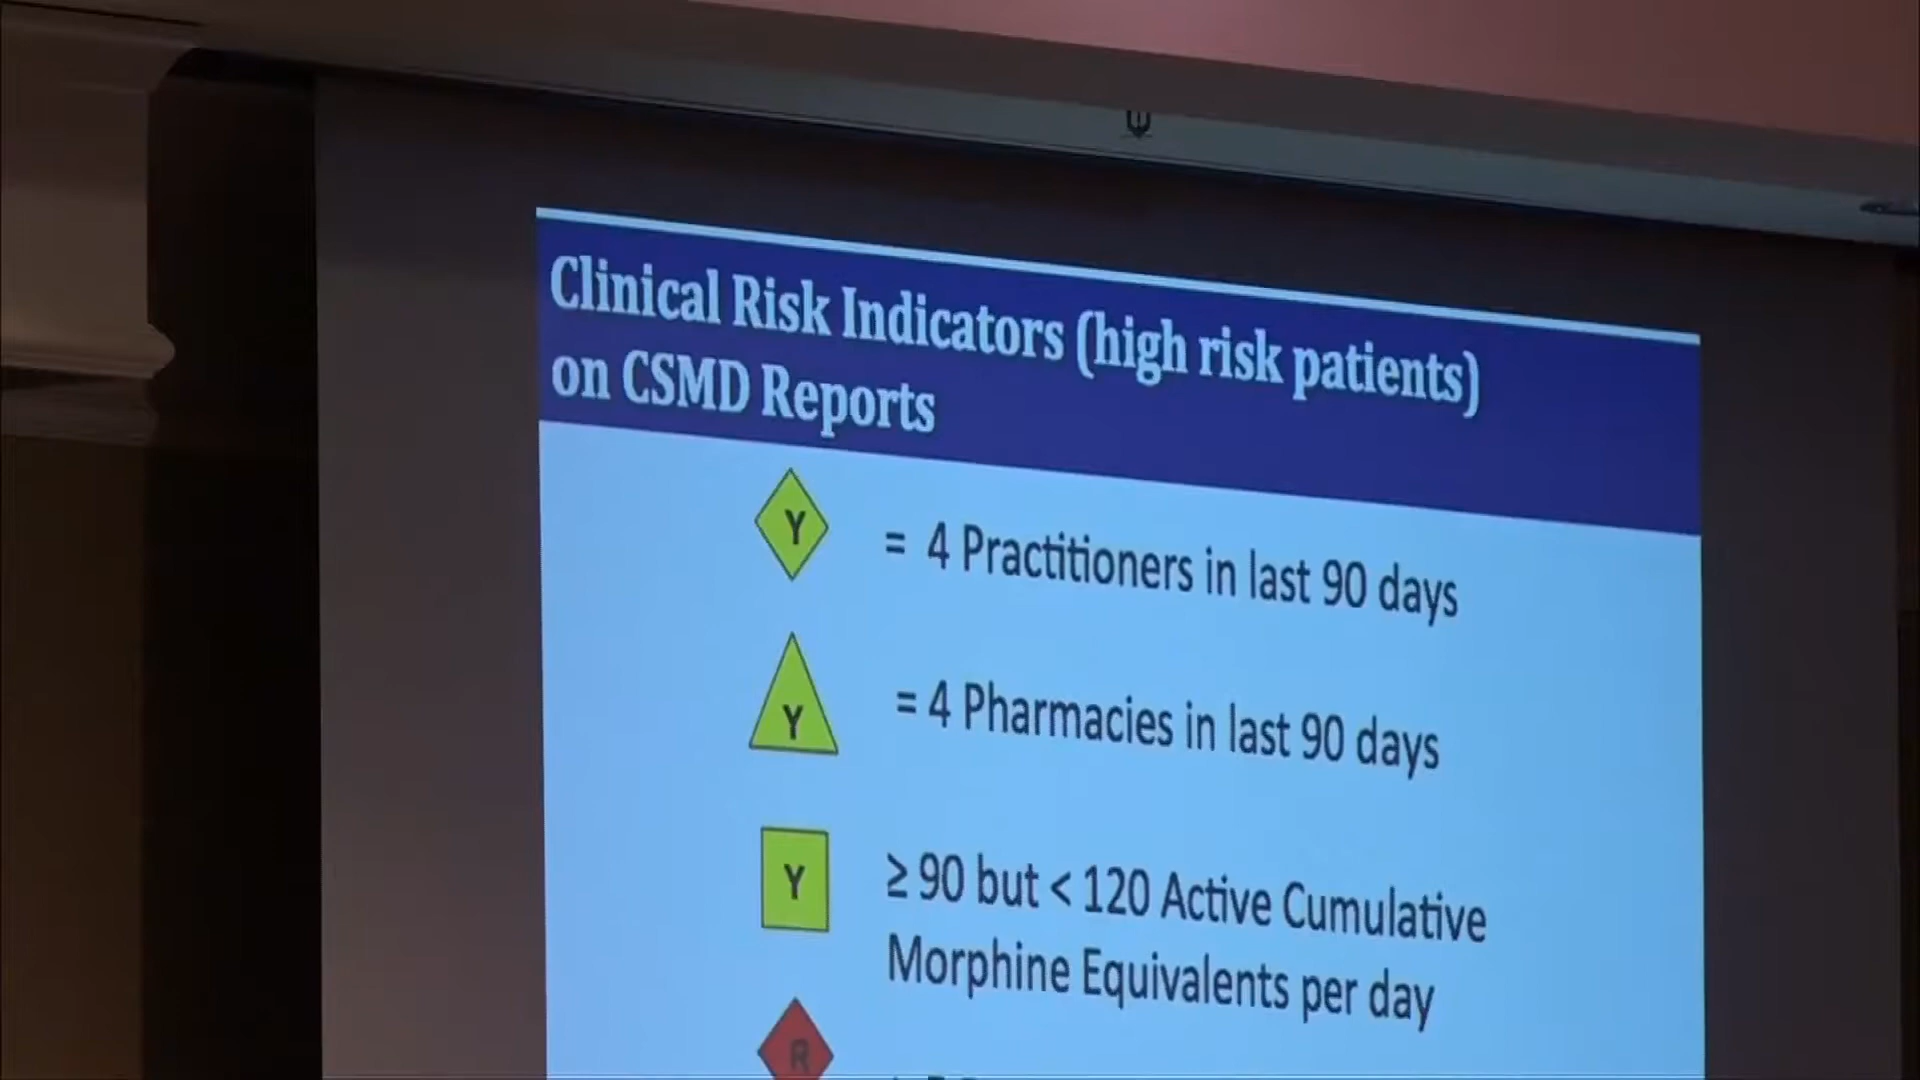 Clinical Risk Indicators (high risk patients)
on CSMD Reports
Y = 4 Practitioners in last 90 days
Y = 4 Pharmacies in last 90 days
Y ≥ 90 but < 120 Active Cumulative
Morphine Equivalents per day
R